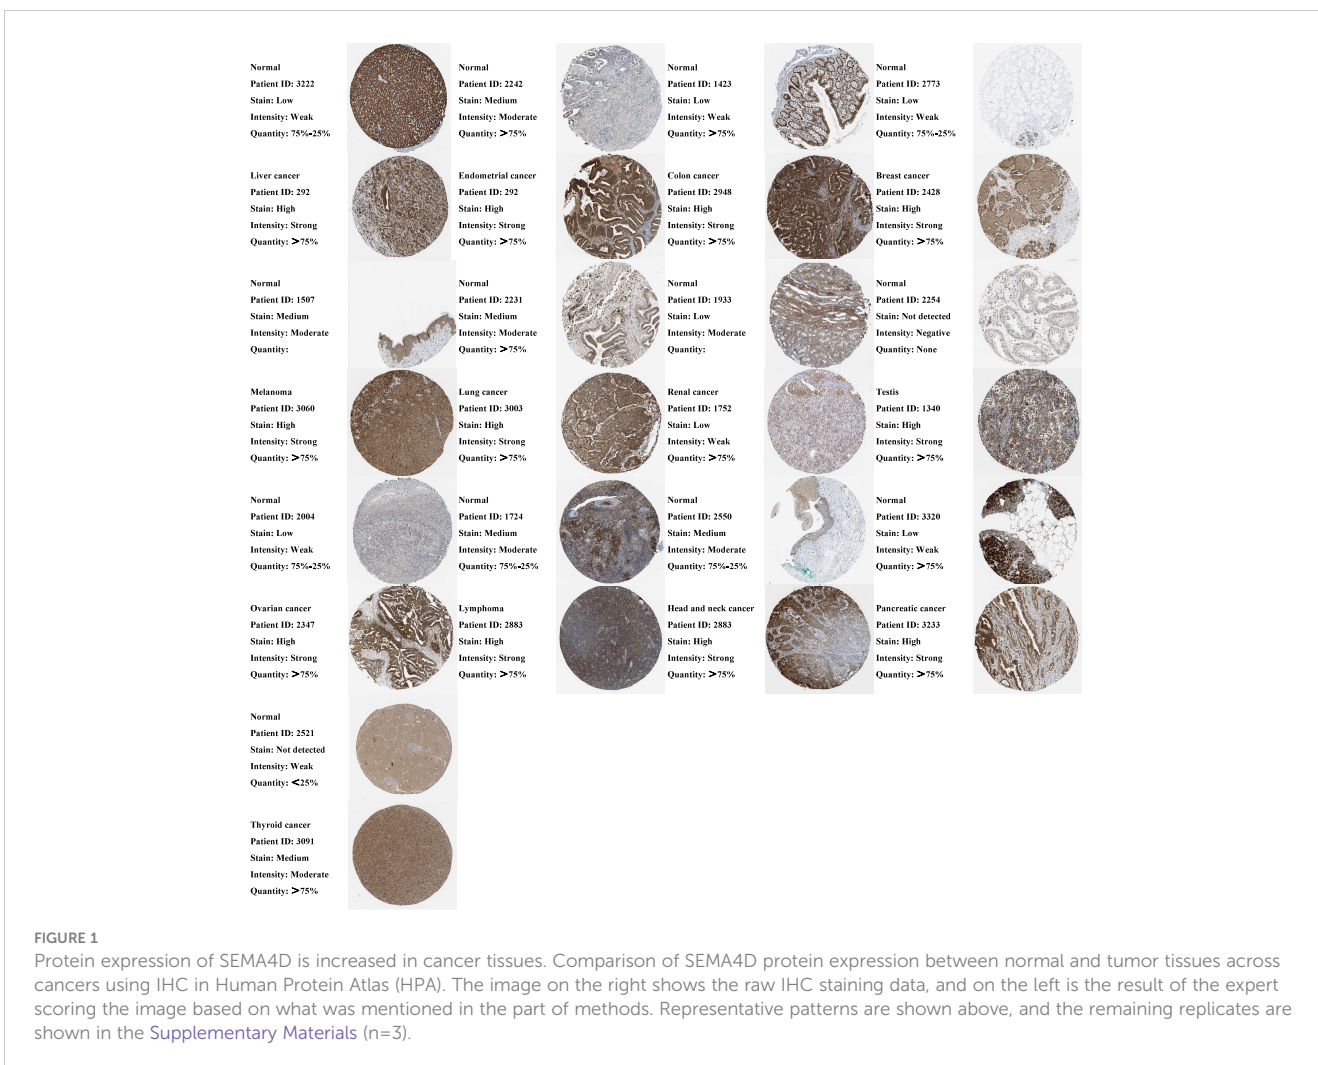 Normal
Patient ID: 3222
Stain: Low
Intensity: Weak
Quantity: 75%-25%
Normal
Patient ID: 2242
Stain: Medium
Intensity: Moderate
Quantity: >75%
Normal
Patient ID: 1423
Stain: Low
Intensity: Weak
Quantity: >75%
Normal
Patient ID: 2773
Stain: Low
Intensity: Weak
Quantity: 75%-25%
Liver cancer
Patient ID: 292
Stain: High
Intensity: Strong
Quantity: >75%
Endometrial cancer
Patient ID: 292
Stain: High
Intensity: Strong
Quantity: >75%
Colon cancer
Patient ID: 2948
Stain: High
Intensity: Strong
Quantity: >75%
Breast cancer
Patient ID: 2428
Stain: High
Intensity: Strong
Quantity: >75%
Normal
Patient ID: 1507
Stain: Medium
Intensity: Moderate
Quantity:
Normal
Patient ID: 2231
Stain: Medium
Intensity: Moderate
Quantity: >75%
Normal
Patient ID: 1933
Stain: Low
Intensity: Moderate
Quantity:
Normal
Patient ID: 2254
Stain: Not detected
Intensity: Negative
Quantity: None
Melanoma
Patient ID: 3060
Stain: High
Intensity: Strong
Quantity: >75%
Lung cancer
Patient ID: 3003
Stain: High
Intensity: Strong
Quantity: >75%
Renal cancer
Patient ID: 1752
Stain: Low
Intensity: Weak
Quantity: >75%
Testis
Patient ID: 1340
Stain: High
Intensity: Strong
Quantity: >75%
Normal
Patient ID: 2004
Stain: Low
Intensity: Weak
Quantity: 75%-25%
Normal
Patient ID: 1724
Stain: Medium
Intensity: Moderate
Quantity: 75%-25%
Normal
Patient ID: 2550
Stain: Medium
Intensity: Moderate
Quantity: 75%-25%
Normal
Patient ID: 3320
Stain: Low
Intensity: Weak
Quantity: >75%
Ovarian cancer
Patient ID: 2347
Stain: High
Intensity: Strong
Quantity: >75%
Lymphoma
Patient ID: 2883
Stain: High
Intensity: Strong
Quantity: >75%
Head and neck cancer
Patient ID: 2883
Stain: High
Intensity: Strong
Quantity: >75%
Pancreatic cancer
Patient ID: 3233
Stain: High
Intensity: Strong
Quantity: >75%
Normal
Patient ID: 2521
Stain: Not detected
Intensity: Weak
Quantity: <25%
Thyroid cancer
Patient ID: 3091
Stain: Medium
Intensity: Moderate
Quantity: >75%
FIGURE 1
Protein expression of SEMA4D is increased in cancer tissues. Comparison of SEMA4D protein expression between normal and tumor tissues across
cancers using IHC in Human Protein Atlas (HPA). The image on the right shows the raw IHC staining data, and on the left is the result of the expert
scoring the image based on what was mentioned in the part of methods. Representative patterns are shown above, and the remaining replicates are
shown in the Supplementary Materials (n=3).